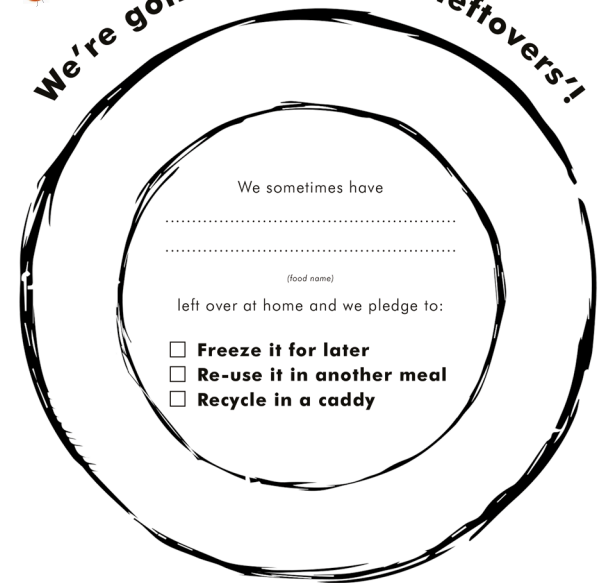 We're leftovers'!
We sometimes have
......................................................
......................................................
(food name)
left over at home and we pledge to:
☐ Freeze it for later
☐ Re-use it in another meal
☐ Recycle in a caddy